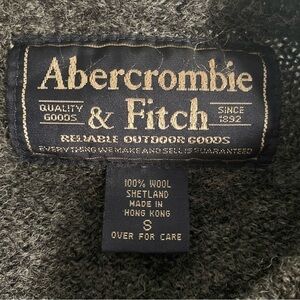 Abercrombie
QUALITY GOODS & Fitch SINCE 1892
RELIABLE OUTDOOR GOODS
EVERYTHING WE MAKE AND SELL IS GUARANTEED
100% WOOL
SHETLAND
MADE IN
HONG KONG
S
OVER FOR CARE